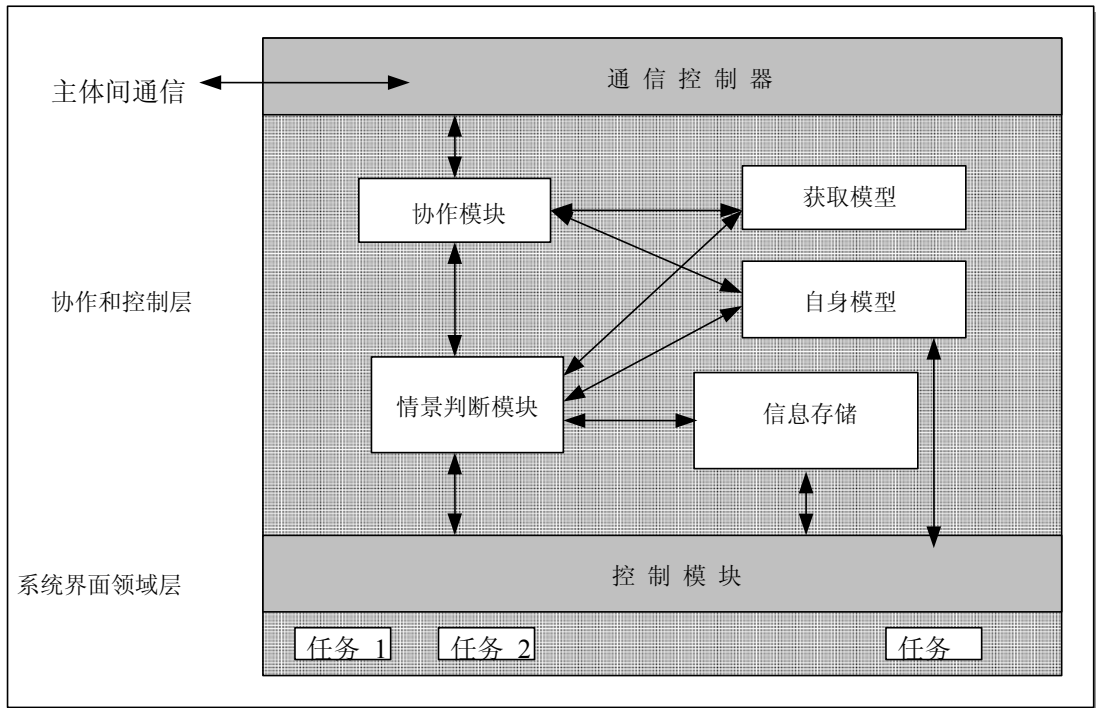 通信控制器
主体间通信
协作模块
获取模型
协作和控制层
自身模型
情景判断模块
信息存储
系统界面领域层
控制模块
任务 1
任务 2
任务